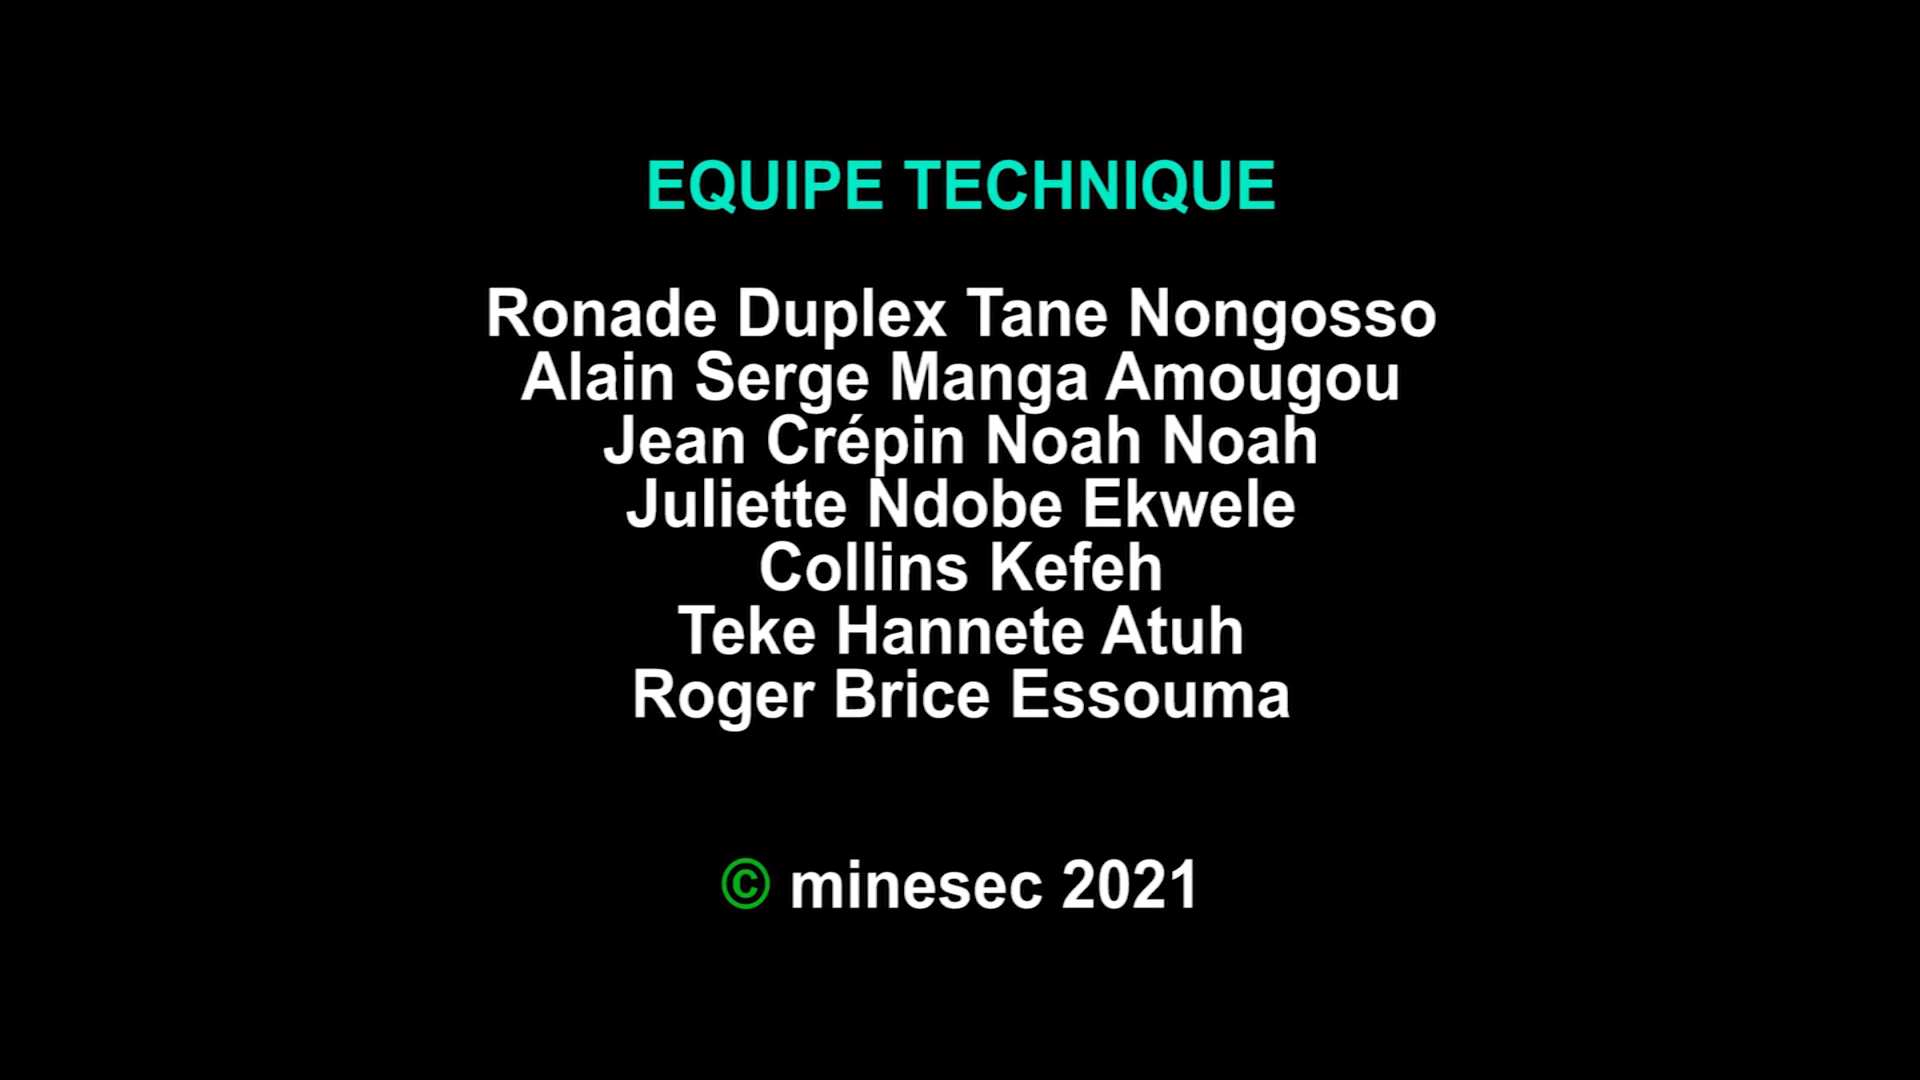 EQUIPE TECHNIQUE
Ronade Duplex Tane Nongosso
Alain Serge Manga Amougou
Jean Crépin Noah Noah
Juliette Ndobe Ekwele
Collins Kefeh
Teke Hannete Atuh
Roger Brice Essouma
© minesec 2021